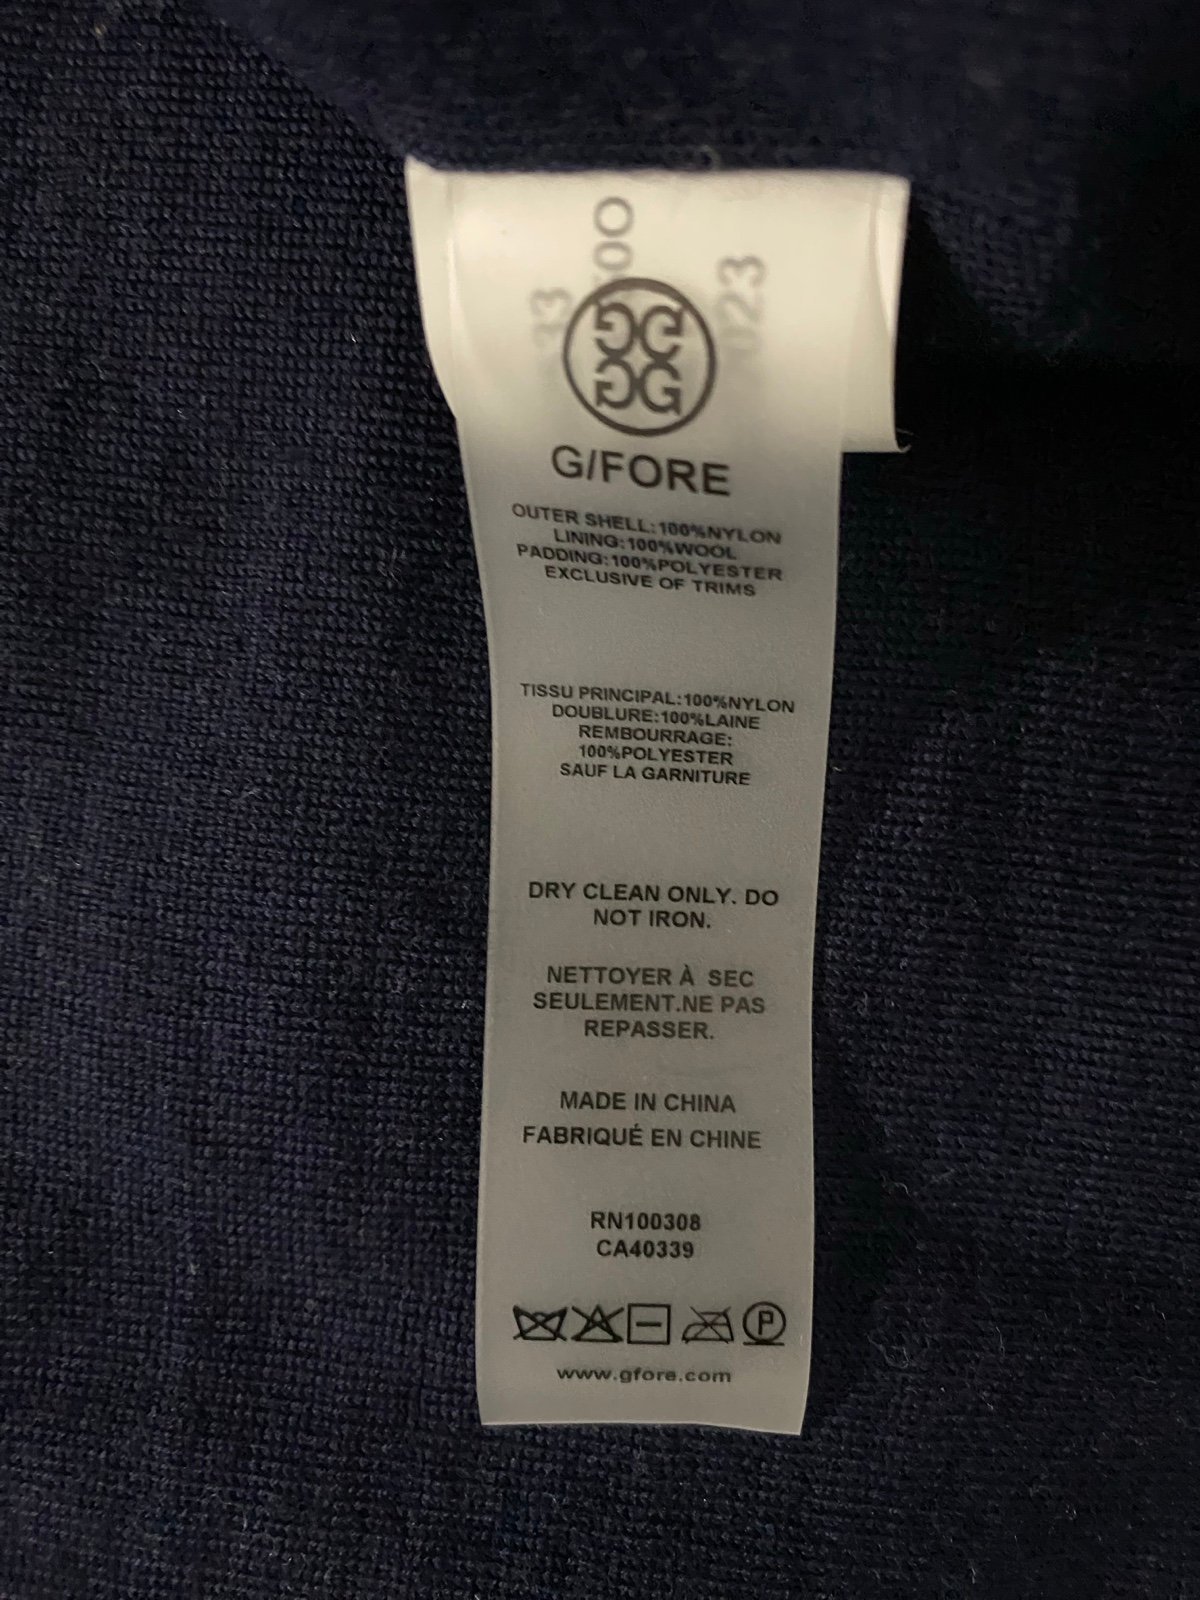 023
G/FORE
OUTER SHELL:100%NYLON
LINING:100%WOOL
PADDING:100%POLYESTER
EXCLUSIVE OF TRIMS
TISSU PRINCIPAL:100%NYLON
DOUBLURE:100%LAINE
REMBOURRAGE:
100%POLYESTER
SAUF LA GARNITURE
DRY CLEAN ONLY. DO
NOT IRON.
NETTOYER À SEC
SEULEMENT.NE PAS
REPASSER.
MADE IN CHINA
FABRIQUÉ EN CHINE
RN100308
CA40339
P
www.gfore.com